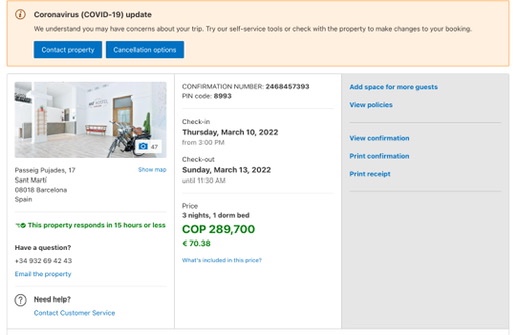 Coronavirus (COVID-19) update
We understand you may have concerns about your trip. Try our self-service tools or check with the property to make changes to your booking.
Contact property
Cancellation options
47
Passeig Pujades, 17
Show map
Sant Martí
08018 Barcelona
Spain
This property responds in 15 hours or less
Have a question?
+34 932 69 42 43
Email the property
Need help?
Contact Customer Service
CONFIRMATION NUMBER: 2468457393
PIN code: 8993
Check-in
Thursday, March 10, 2022
from 3:00 PM
Check-out
Sunday, March 13, 2022
until 11:30 AM
Price
3 nights, 1 dorm bed
COP 289,700
€ 70.38
What's included in this price?
Add space for more guests
View policies
View confirmation
Print confirmation
Print receipt